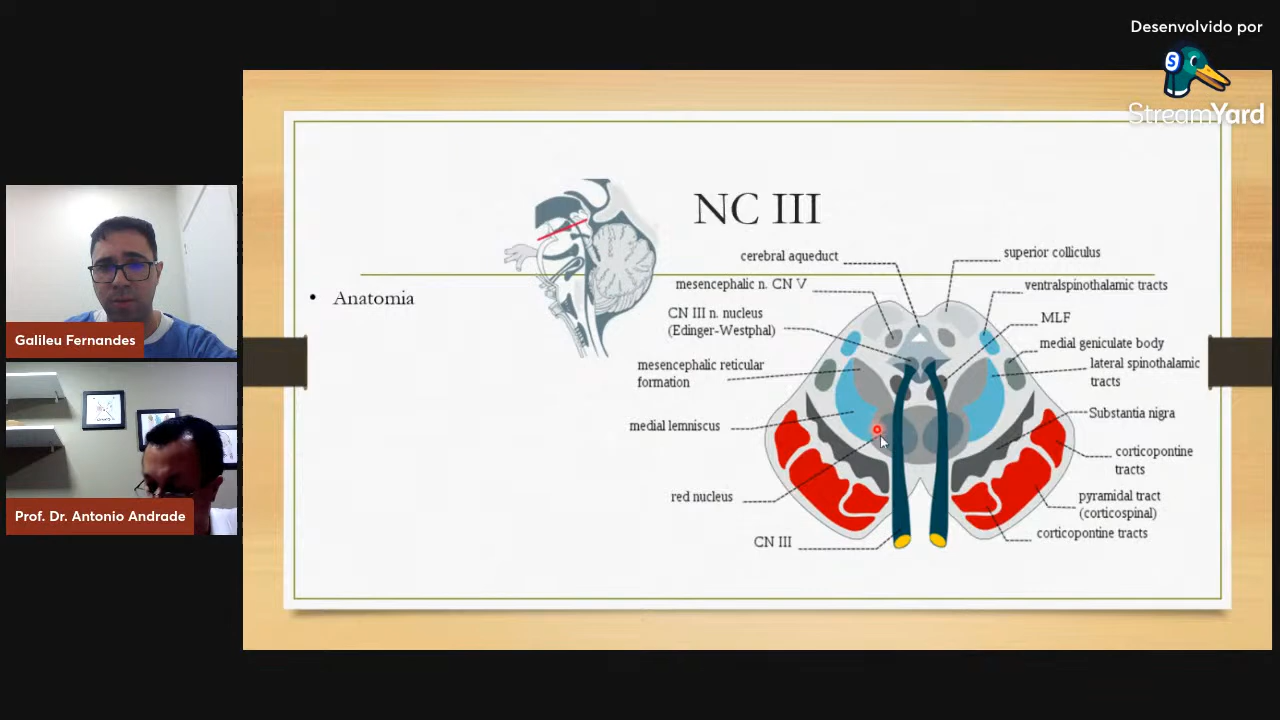 Desenvolvido por
StreamYard
NC III
• Anatomia
cerebral aqueduct
mesencephalic n. CN V
CN III n. nucleus
(Edinger-Westphal)
mesencephalic reticular
formation
medial lemniscus
red nucleus
CN III
superior colliculus
ventralspinothalamic tracts
MLF
medial geniculate body
lateral spinothalamic
tracts
Substantia nigra
corticopontine
tracts
pyramidal tract
(corticospinal)
corticopontine tracts
Galileu Fernandes
Prof. Dr. Antonio Andrade